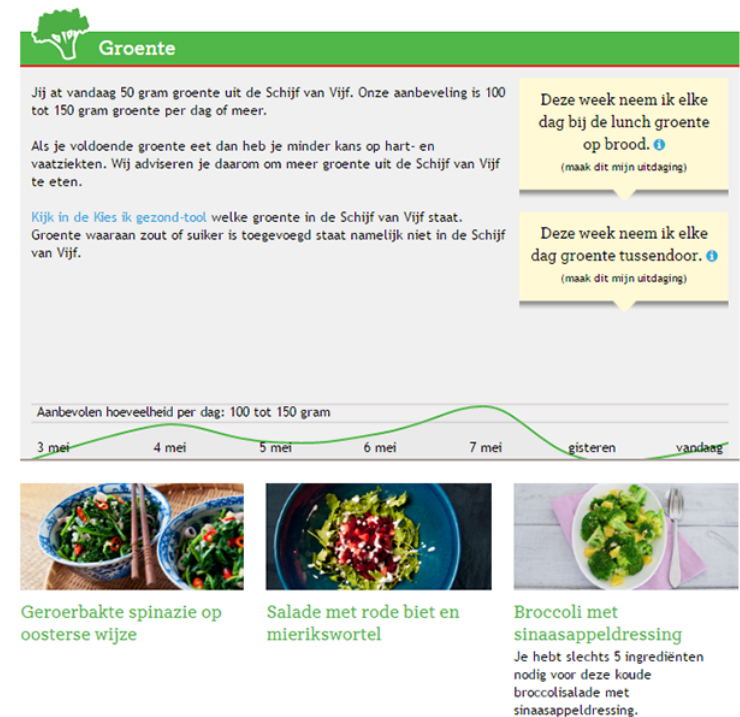 Groente
Jij at vandaag 50 gram groente uit de Schijf van Vijf. Onze aanbeveling is 100
tot 150 gram groente per dag of meer.
Als je voldoende groente eet dan heb je minder kans op hart- en
vaatziekten. Wij adviseren je daarom om meer groente uit de Schijf van Vijf
te eten.
Kijk in de Kies ik gezond-tool welke groente in de Schijf van Vijf staat.
Groente waaraan zout of suiker is toegevoegd staat namelijk niet in de Schijf
van Vijf.
Deze week neem ik elke
dag bij de lunch groente
op brood.
(maak dit mijn uitdaging)
Deze week neem ik elke
dag groente tussendoor.
(maak dit mijn uitdaging)
Aanbevolen hoeveelheid per dag: 100 tot 150 gram
3 mei 4 mei 5 mei 6 mei 7 mei gisteren vandaag
Geroerbakte spinazie op
oosterse wijze
Salade met rode biet en
mierikswortel
Broccoli met
sinaasappeldressing
Je hebt slechts 5 ingrediënten
nodig voor deze koude
broccolisalade met
sinaasappeldressing.